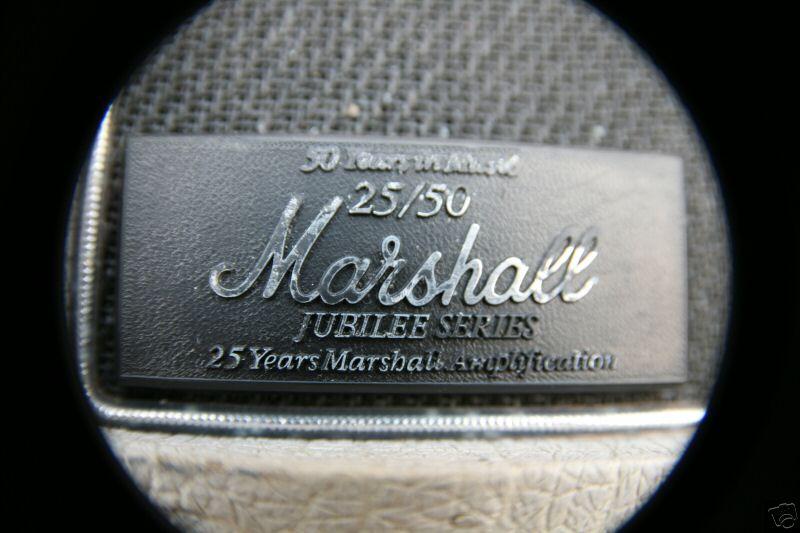 50 Years in Music
25/50
Marshall
JUBILEE SERIES
25 Years Marshall Amplification